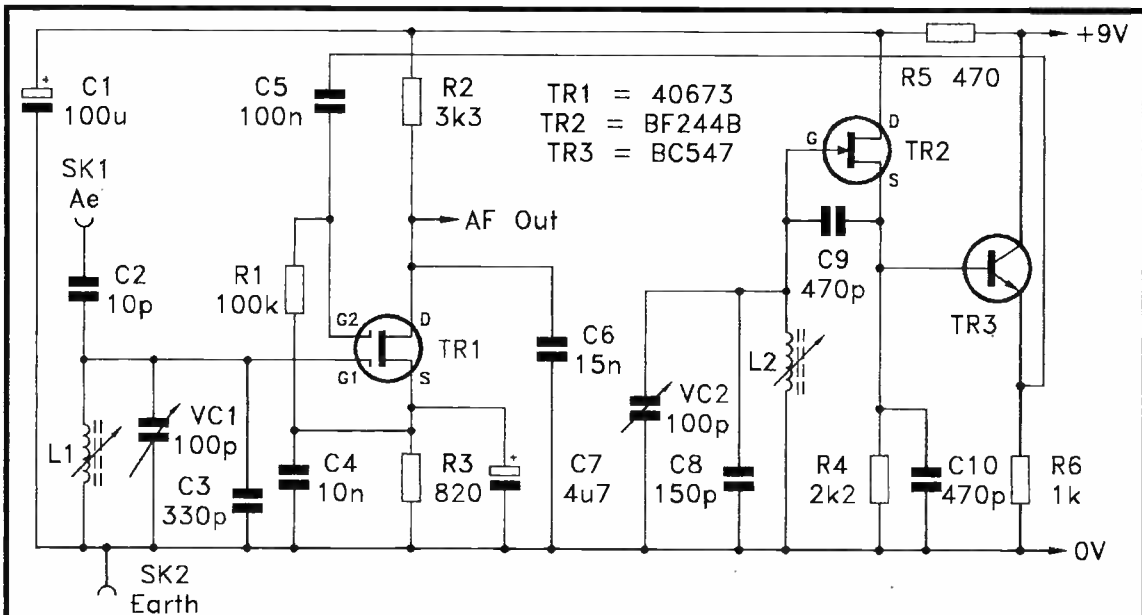 +9V
R5 470
C1
100u
+
C5
100n
R2
3k3
TR1 = 40673
TR2 = BF244B
TR3 = BC547
D
G
S
TR2
SK1
Ae
AF Out
C9
470p
C2
10p
R1
100k
G2
D
TR1
G1
S
C6
15n
TR3
L2
VC2
100p
L1
VC1
100p
C3
330p
C4
10n
R3
820
+
C7
4u7
C8
150p
R4
2k2
C10
470p
R6
1k
0V
SK2
Earth